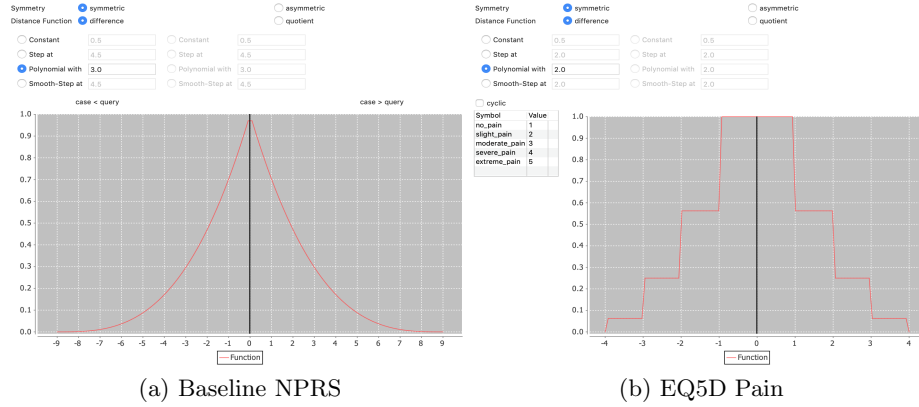 Symmetry symmetric asymmetric
Distance Function difference quotient
Constant 0.5 Constant 0.5
Step at 4.5 Step at 4.5
Polynomial with 3.0 Polynomial with 3.0
Smooth-Step at 4.5 Smooth-Step at 4.5
case < query case > query
1.0
0.9
0.8
0.7
0.6
0.5
0.4
0.3
0.2
0.1
0.0
-9 -8 -7 -6 -5 -4 -3 -2 -1 0 1 2 3 4 5 6 7 8 9
Function
(a) Baseline NPRS
Symmetry symmetric asymmetric
Distance Function difference quotient
Constant 0.5 Constant 0.5
Step at 2.0 Step at 2.0
Polynomial with 2.0 Polynomial with 2.0
Smooth-Step at 2.0 Smooth-Step at 2.0
cyclic
Symbol Value
no_pain 1
slight_pain 2
moderate_pain 3
severe_pain 4
extreme_pain 5
1.0
0.9
0.8
0.7
0.6
0.5
0.4
0.3
0.2
0.1
0.0
-4 -3 -2 -1 0 1 2 3 4
Function
(b) EQ5D Pain